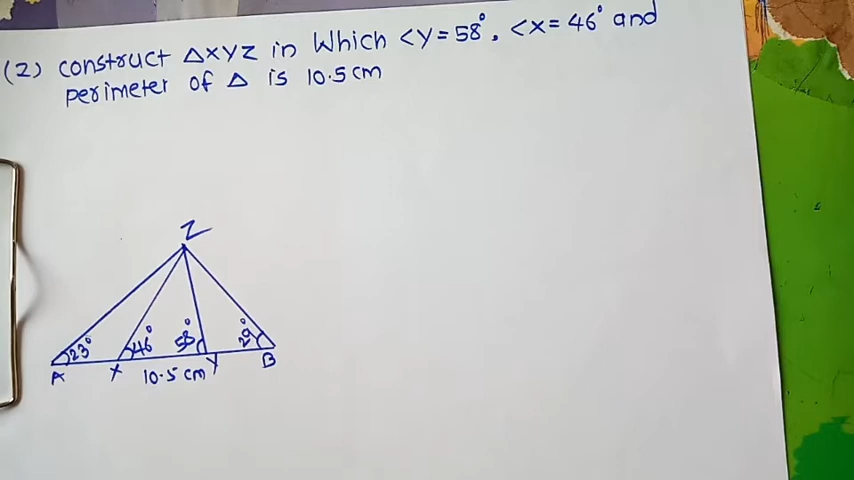 (2) construct △XYZ in which <Y = 58°, <X = 46° and
perimeter of △ is 10.5 cm
Z
23° 46° 58° 29°
A X Y B
10.5 cm